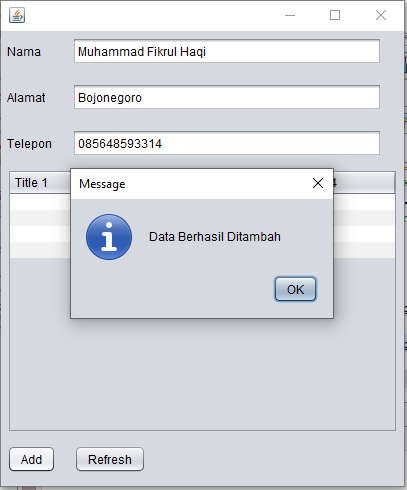 Nama Muhammad Fikrul Haqi
Alamat Bojonegoro
Telepon 085648593314
Title 1 4
Message
Data Berhasil Ditambah
OK
Add Refresh